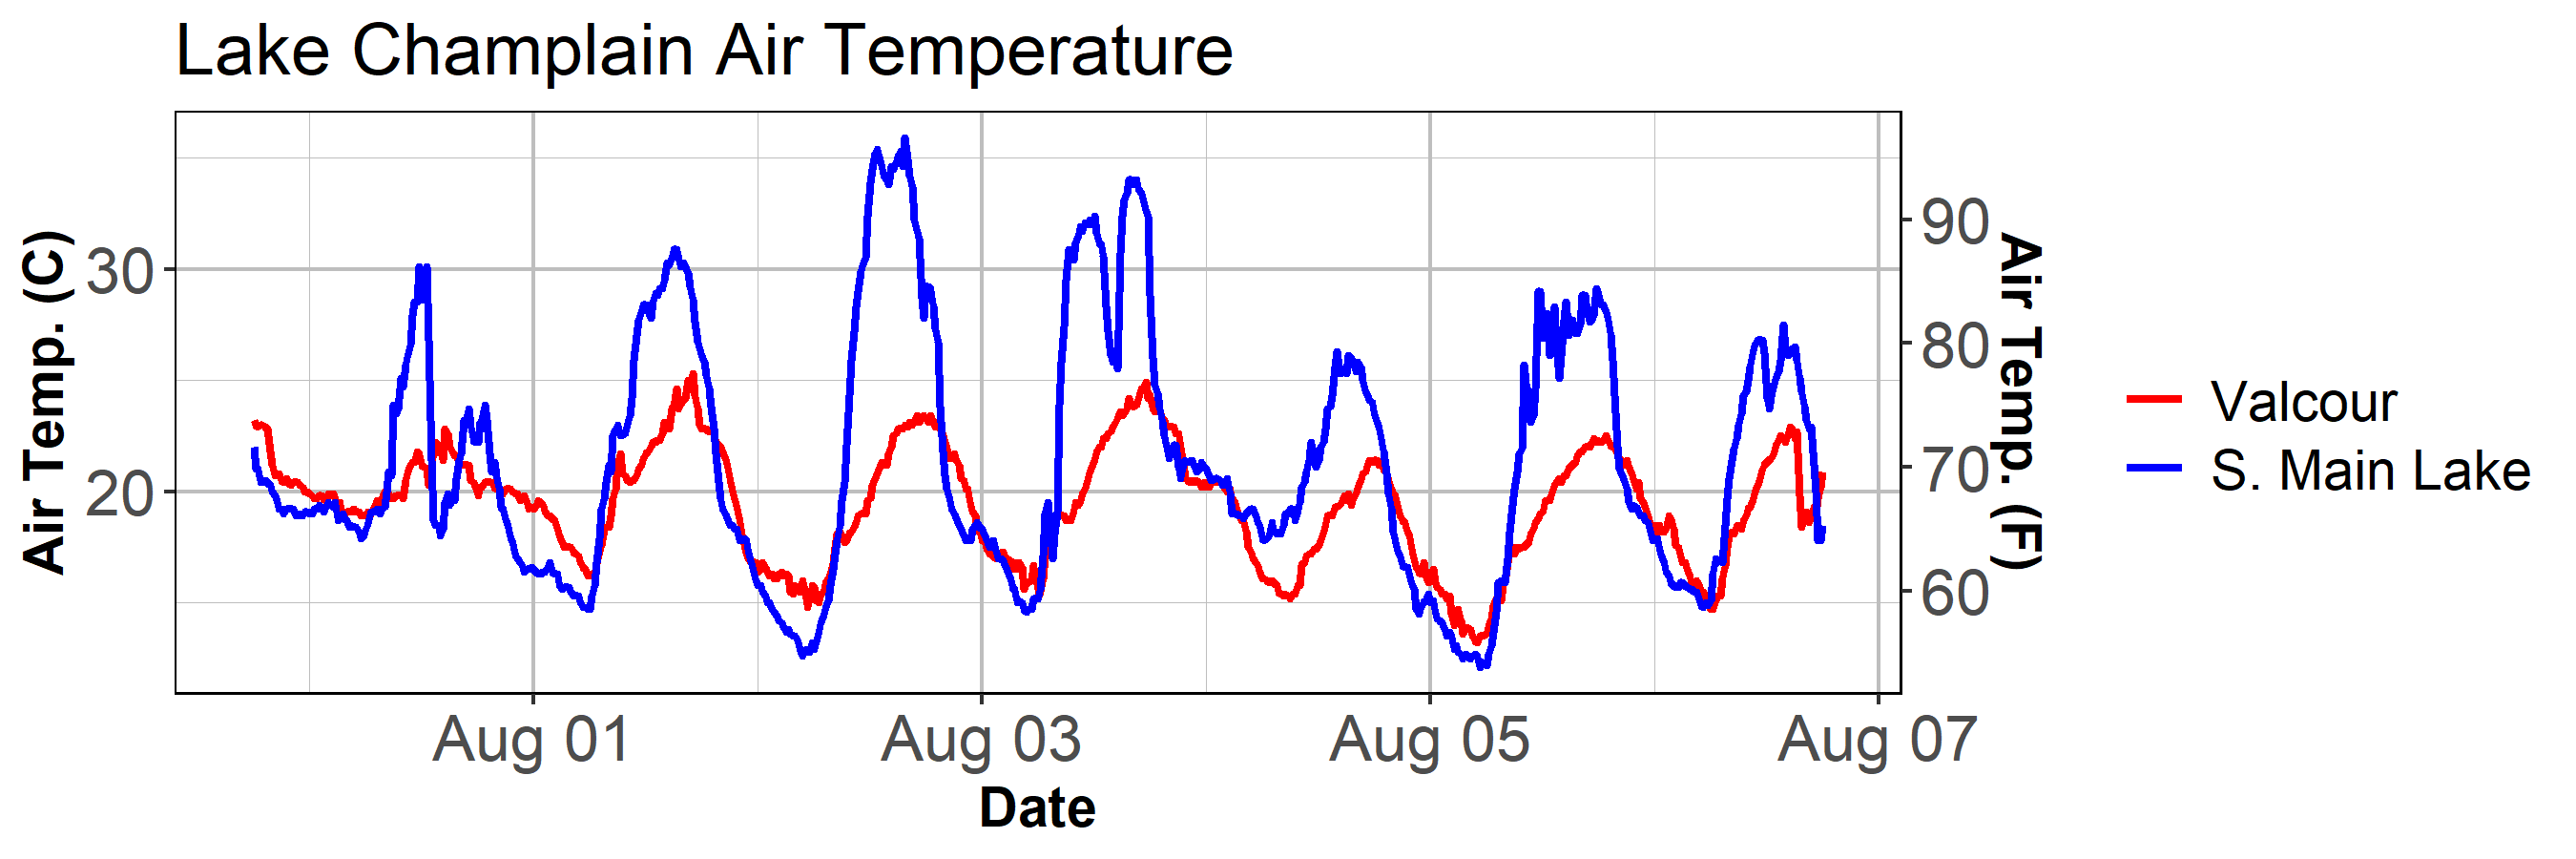 Lake Champlain Air Temperature
Air Temp. (C)
30
20
90
80
70
60
Air Temp. (F)
Valcour
S. Main Lake
Aug 01
Aug 03
Aug 05
Aug 07
Date